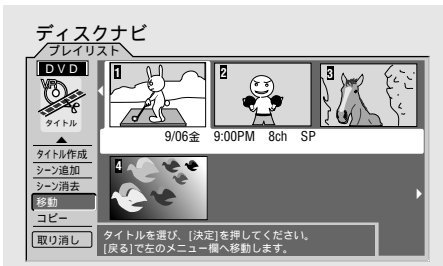 ディスクナビ
プレイリスト
DVD
VR
タイトル
1
2
3
9/06金 9:00PM 8ch SP
タイトル作成
シーン追加
シーン消去
移動
コピー
取り消し
4
タイトルを選び、[決定]を押してください。
[戻る]で左のメニュー欄へ移動します。